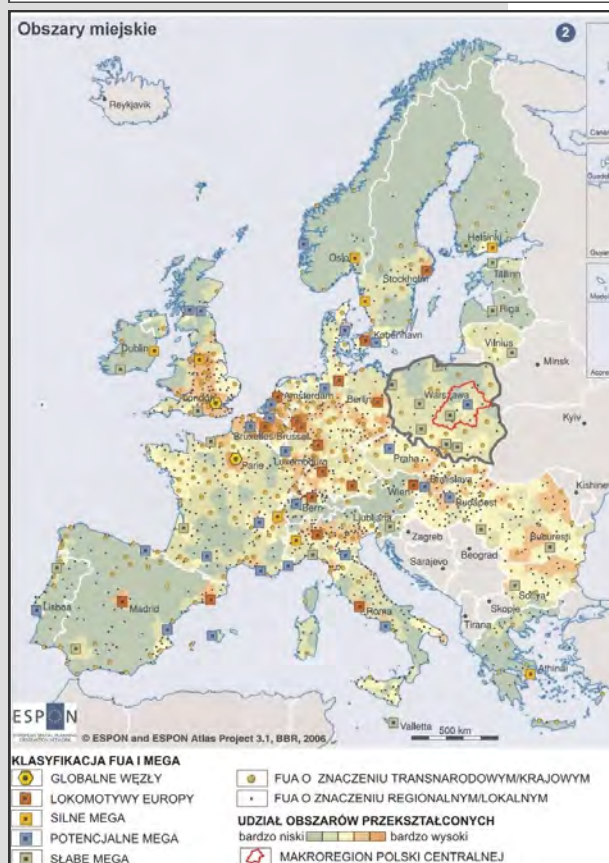 Obszary miejskie
2
Reykjavik
Helsinki
Oslo
Tallinn
Stockholm
Riga
Dublin
København
Vilnius
Minsk
London
Amsterdam
Berlin
Warszawa
Bruxelles/Brussel
Kyiv
Luxembourg
Praha
Paris
Wien
Bratislava
Kishinev
Bern
Budapest
Ljubljana
Zagreb
Bucuresti
Beograd
Sarajevo
Sofiya
Skopje
Lisboa
Madrid
Roma
Tirana
Athinai
Valletta
500 km
ESPON
© ESPON and ESPON Atlas Project 3.1, BBR, 2006
KLASYFIKACJA FUA I MEGA
GLOBALNE WĘZŁY
LOKOMOTYWY EUROPY
SILNE MEGA
POTENCJALNE MEGA
SŁABE MEGA
FUA O ZNACZENIU TRANSNARODOWYM/KRAJOWYM
FUA O ZNACZENIU REGIONALNYM/LOKALNYM
UDZIAŁ OBSZARÓW PRZEKSZTAŁCONYCH
bardzo niski bardzo wysoki
MAKROREGION POLSKI CENTRALNEJ